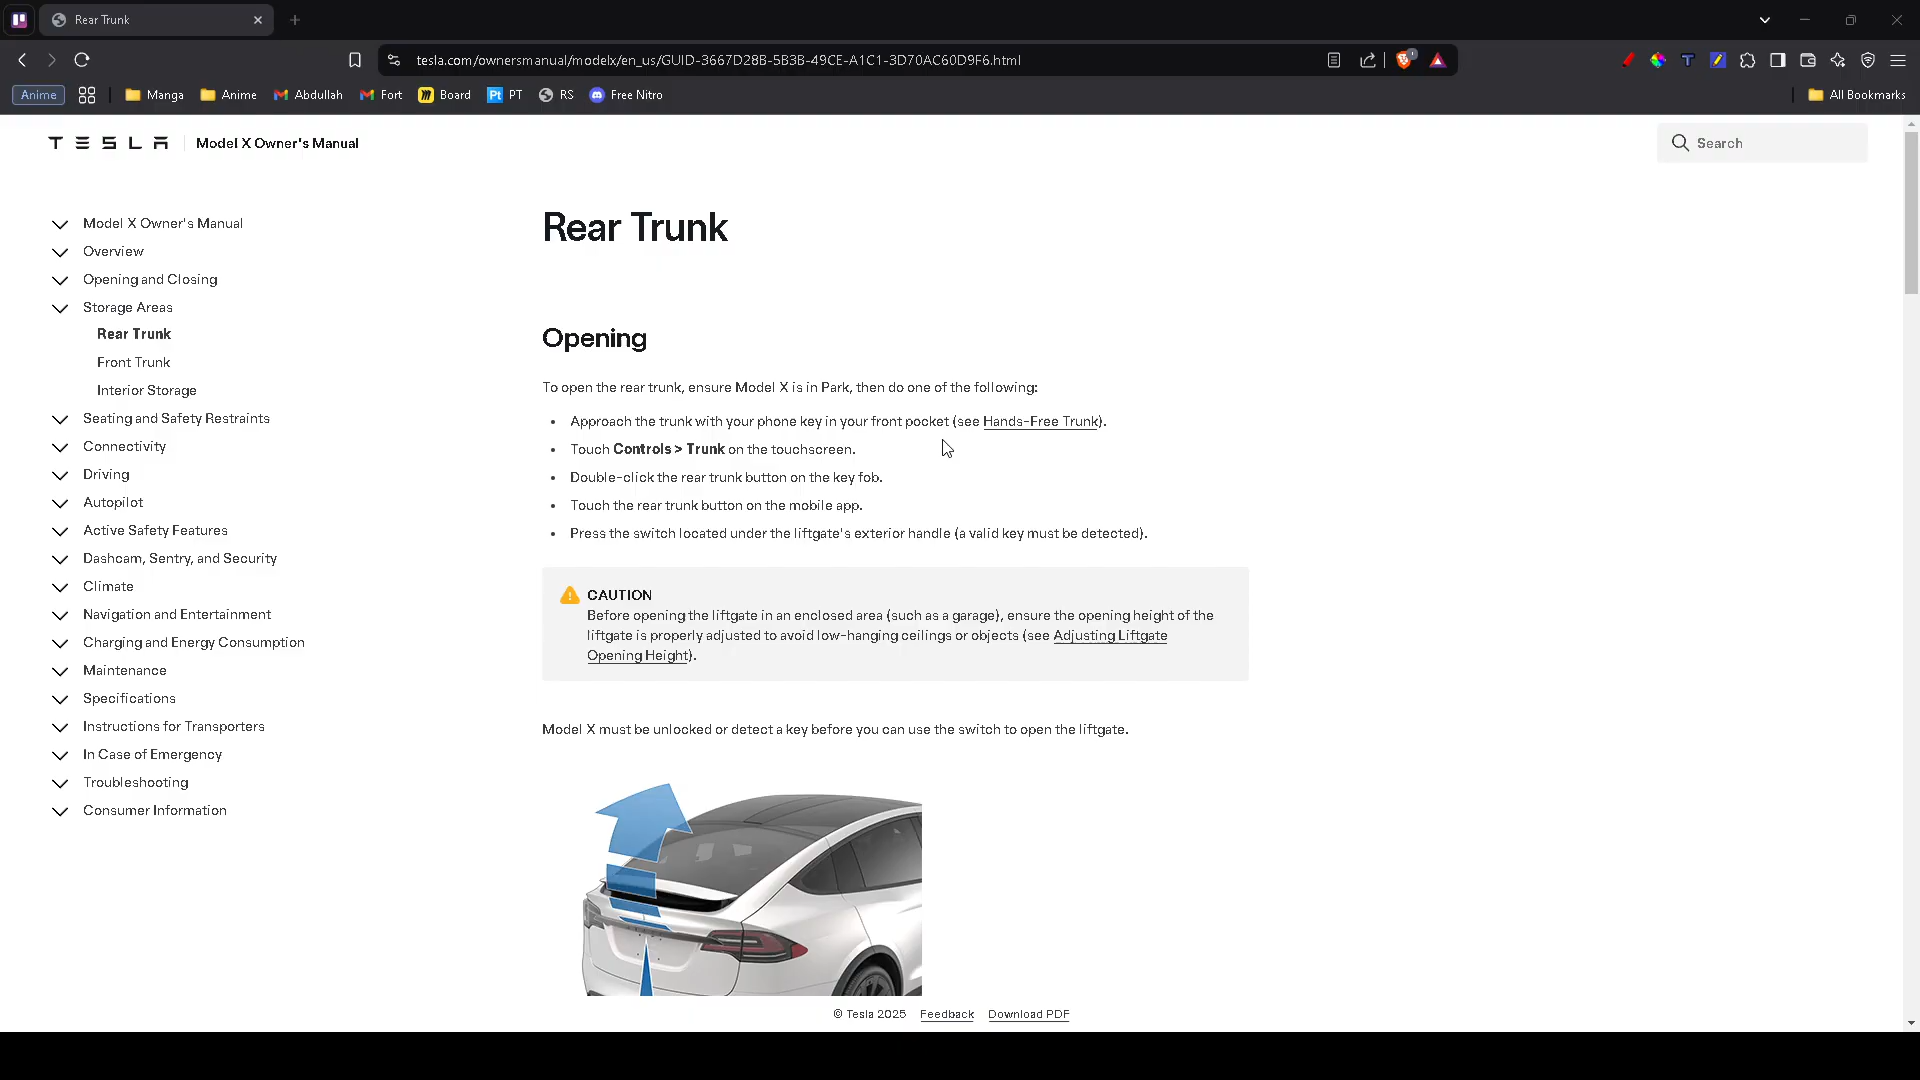 Rear Trunk
tesla.com/ownersmanual/modelx/en_us/GUID-3667D28B-5B3B-49CE-A1C1-3D70AC60D9F6.html
Anime
Manga
Anime
Abdullah
Fort
Board
PT
RS
Free Nitro
All Bookmarks
TESLA
Model X Owner's Manual
Search
Model X Owner's Manual
Overview
Opening and Closing
Storage Areas
Rear Trunk
Front Trunk
Interior Storage
Seating and Safety Restraints
Connectivity
Driving
Autopilot
Active Safety Features
Dashcam, Sentry, and Security
Climate
Navigation and Entertainment
Charging and Energy Consumption
Maintenance
Specifications
Instructions for Transporters
In Case of Emergency
Troubleshooting
Consumer Information
Rear Trunk
Opening
To open the rear trunk, ensure Model X is in Park, then do one of the following:
• Approach the trunk with your phone key in your front pocket (see Hands-Free Trunk).
• Touch Controls > Trunk on the touchscreen.
• Double-click the rear trunk button on the key fob.
• Touch the rear trunk button on the mobile app.
• Press the switch located under the liftgate's exterior handle (a valid key must be detected).
CAUTION
Before opening the liftgate in an enclosed area (such as a garage), ensure the opening height of the
liftgate is properly adjusted to avoid low-hanging ceilings or objects (see Adjusting Liftgate
Opening Height).
Model X must be unlocked or detect a key before you can use the switch to open the liftgate.
© Tesla 2025 Feedback Download PDF